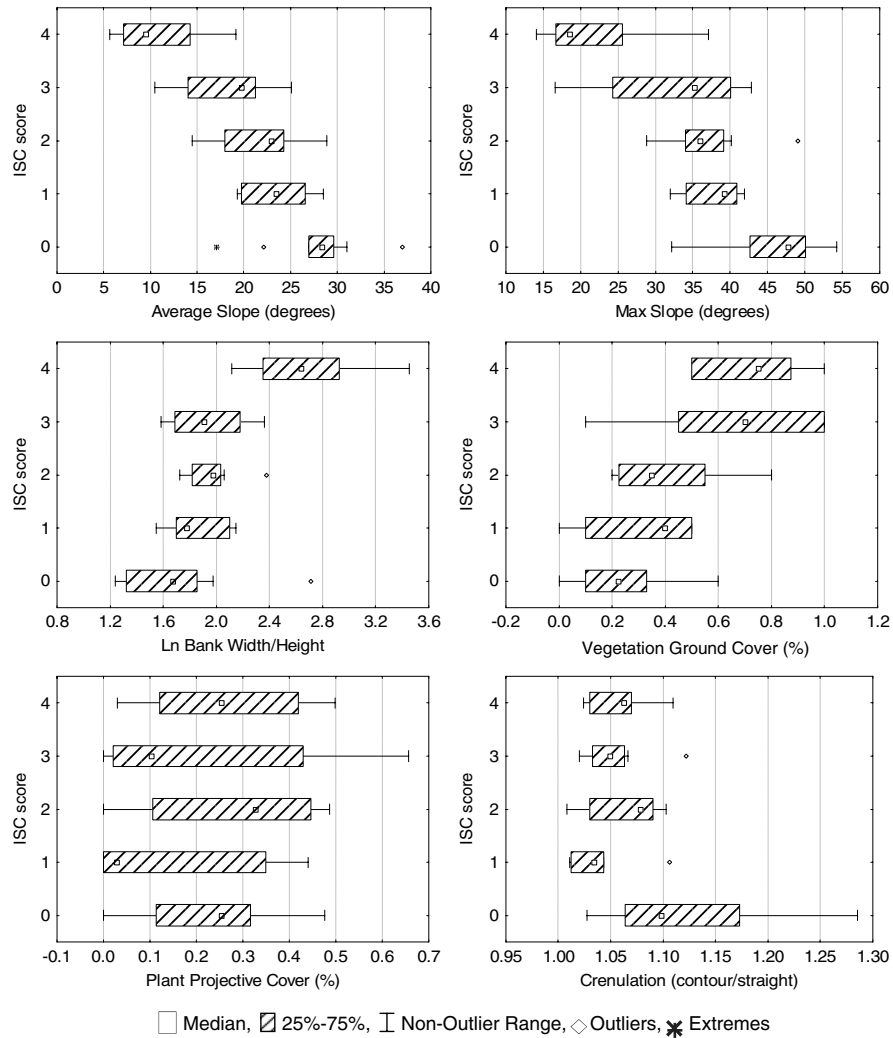 ISC score
4
3
2
1
0
0 5 10 15 20 25 30 35 40
Average Slope (degrees)
ISC score
4
3
2
1
0
10 15 20 25 30 35 40 45 50 55 60
Max Slope (degrees)
ISC score
4
3
2
1
0
0.8 1.2 1.6 2.0 2.4 2.8 3.2 3.6
Ln Bank Width/Height
ISC score
4
3
2
1
0
-0.2 0.0 0.2 0.4 0.6 0.8 1.0 1.2
Vegetation Ground Cover (%)
ISC score
4
3
2
1
0
-0.1 0.0 0.1 0.2 0.3 0.4 0.5 0.6 0.7
Plant Projective Cover (%)
ISC score
4
3
2
1
0
0.95 1.00 1.05 1.10 1.15 1.20 1.25 1.30
Crenulation (contour/straight)
Median, 25%-75%, Non-Outlier Range, Outliers, Extremes